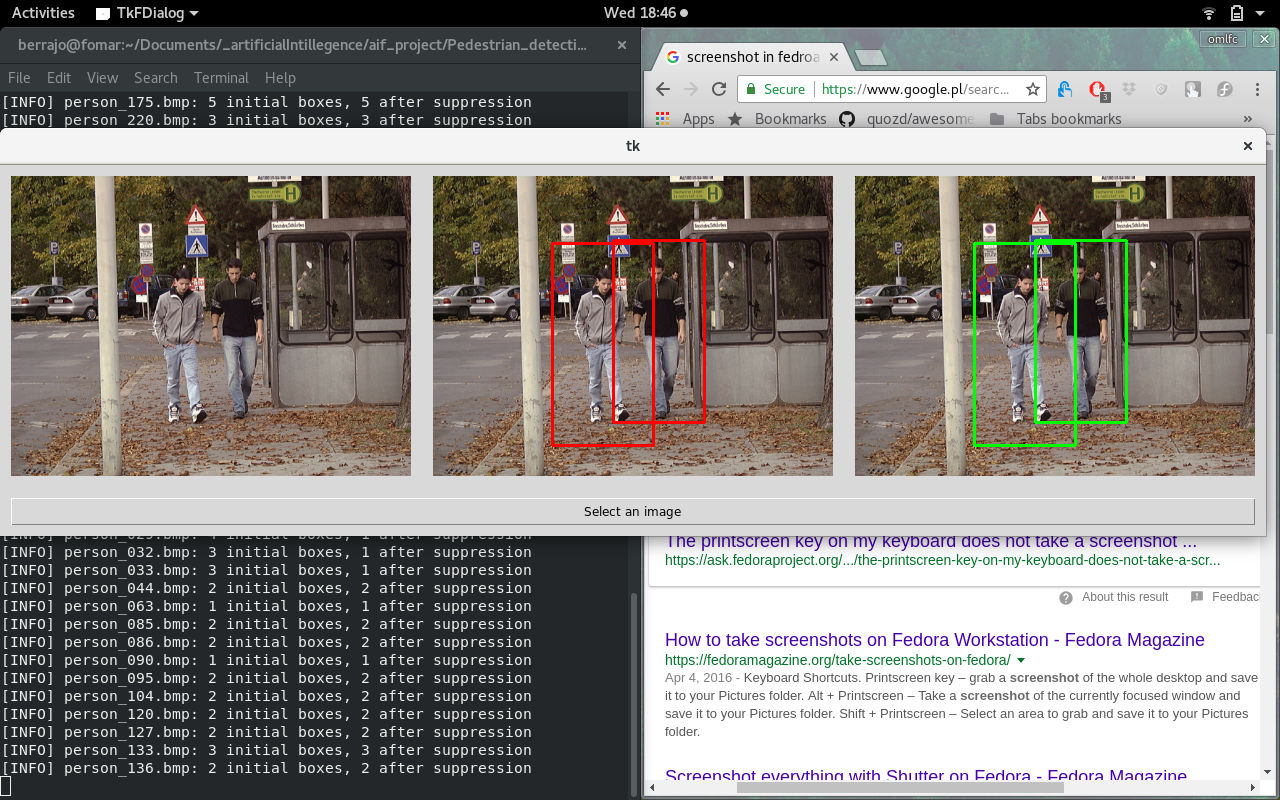 Activities TkFDialog Wed 18:46
berrajo@fomar:~/Documents/_artificialIntillegence/aif_project/Pedestrian_detecti...
File Edit View Search Terminal Help
[INFO] person_175.bmp: 5 initial boxes, 5 after suppression
[INFO] person_220.bmp: 3 initial boxes, 3 after suppression
omlfc
screenshot in fedroa
Secure https://www.google.pl/searc...
3
Apps Bookmarks quozd/awesome Tabs bookmarks »
tk
H
H
H
Select an image
[INFO] person_032.bmp: 3 initial boxes, 1 after suppression
[INFO] person_033.bmp: 3 initial boxes, 1 after suppression
[INFO] person_044.bmp: 2 initial boxes, 2 after suppression
[INFO] person_063.bmp: 1 initial boxes, 1 after suppression
[INFO] person_085.bmp: 2 initial boxes, 2 after suppression
[INFO] person_086.bmp: 2 initial boxes, 2 after suppression
[INFO] person_090.bmp: 1 initial boxes, 1 after suppression
[INFO] person_095.bmp: 2 initial boxes, 2 after suppression
[INFO] person_104.bmp: 2 initial boxes, 2 after suppression
[INFO] person_120.bmp: 2 initial boxes, 2 after suppression
[INFO] person_127.bmp: 2 initial boxes, 2 after suppression
[INFO] person_133.bmp: 3 initial boxes, 3 after suppression
[INFO] person_136.bmp: 2 initial boxes, 2 after suppression
The printscreen key on my keyboard does not take a screenshot ...
https://ask.fedoraproject.org/.../the-printscreen-key-on-my-keyboard-does-not-take-a-scr...
About this result Feedbac
How to take screenshots on Fedora Workstation - Fedora Magazine
https://fedoramagazine.org/take-screenshots-on-fedora/
Apr 4, 2016 - Keyboard Shortcuts. Printscreen key – grab a screenshot of the whole desktop and save
it to your Pictures folder. Alt + Printscreen – Take a screenshot of the currently focused window and
save it to your Pictures folder. Shift + Printscreen – Select an area to grab and save it to your Pictures
folder.
Screenshot everything with Shutter on Fedora - Fedora Magazine